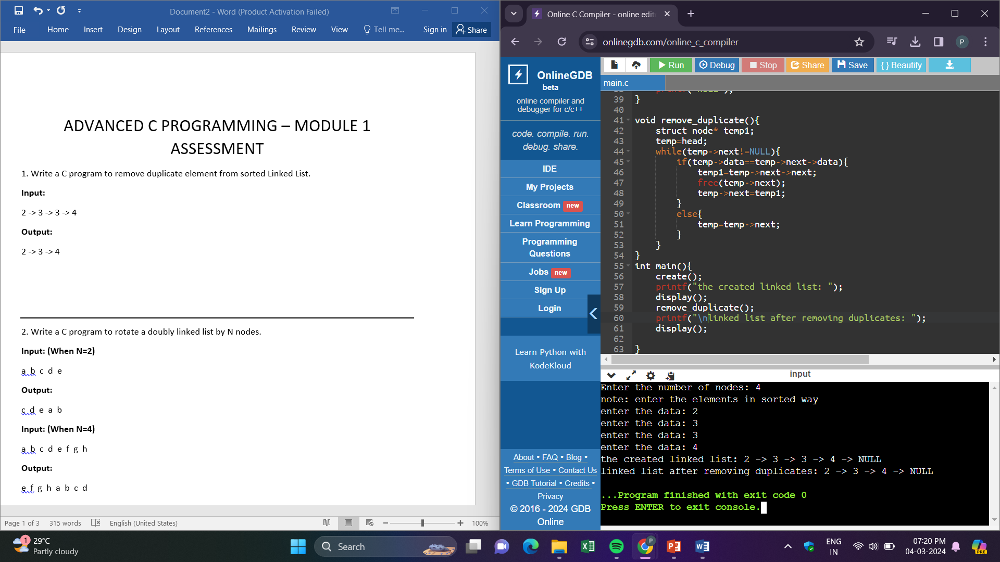 Document2 - Word (Product Activation Failed)
File Home Insert Design Layout References Mailings Review View Tell me... Sign in Share
ADVANCED C PROGRAMMING – MODULE 1
ASSESSMENT
1. Write a C program to remove duplicate element from sorted Linked List.
Input:
2 -> 3 -> 3 -> 4
Output:
2 -> 3 -> 4
2. Write a C program to rotate a doubly linked list by N nodes.
Input: (When N=2)
a b c d e
Output:
c d e a b
Input: (When N=4)
a b c d e f g h
Output:
e f g h a b c d
Page 1 of 3 315 words English (United States) 100%
Online C Compiler - online edit
onlinegdb.com/online_c_compiler
P
OnlineGDB
beta
online compiler and
debugger for c/c++
code. compile. run.
debug. share.
IDE
My Projects
Classroom new
Learn Programming
Programming
Questions
Jobs new
Sign Up
Login
Learn Python with
KodeKloud
About • FAQ • Blog •
Terms of Use • Contact Us
• GDB Tutorial • Credits •
Privacy
© 2016 - 2024 GDB
Online
Run Debug Stop Share Save { } Beautify
main.c
39 }
40
41 void remove_duplicate(){
42 struct node* temp1;
43 temp=head;
44 while(temp->next!=NULL){
45 if(temp->data==temp->next->data){
46 temp1=temp->next->next;
47 free(temp->next);
48 temp->next=temp1;
49 }
50 else{
51 temp=temp->next;
52 }
53 }
54 }
55 int main(){
56 create();
57 printf("the created linked list: ");
58 display();
59 remove_duplicate();
60 printf("\nlinked list after removing duplicates: ");
61 display();
62
63 }
input
Enter the number of nodes: 4
note: enter the elements in sorted way
enter the data: 2
enter the data: 3
enter the data: 3
enter the data: 4
the created linked list: 2 -> 3 -> 3 -> 4 -> NULL
linked list after removing duplicates: 2 -> 3 -> 4 -> NULL
...Program finished with exit code 0
Press ENTER to exit console.
1
29°C
Partly cloudy
Search
ENG
IN
07:20 PM
04-03-2024
PRE